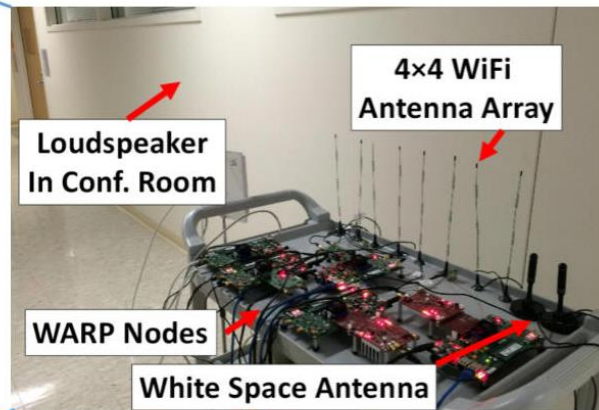 4×4 WiFi
Antenna Array
Loudspeaker
In Conf. Room
WARP Nodes
White Space Antenna